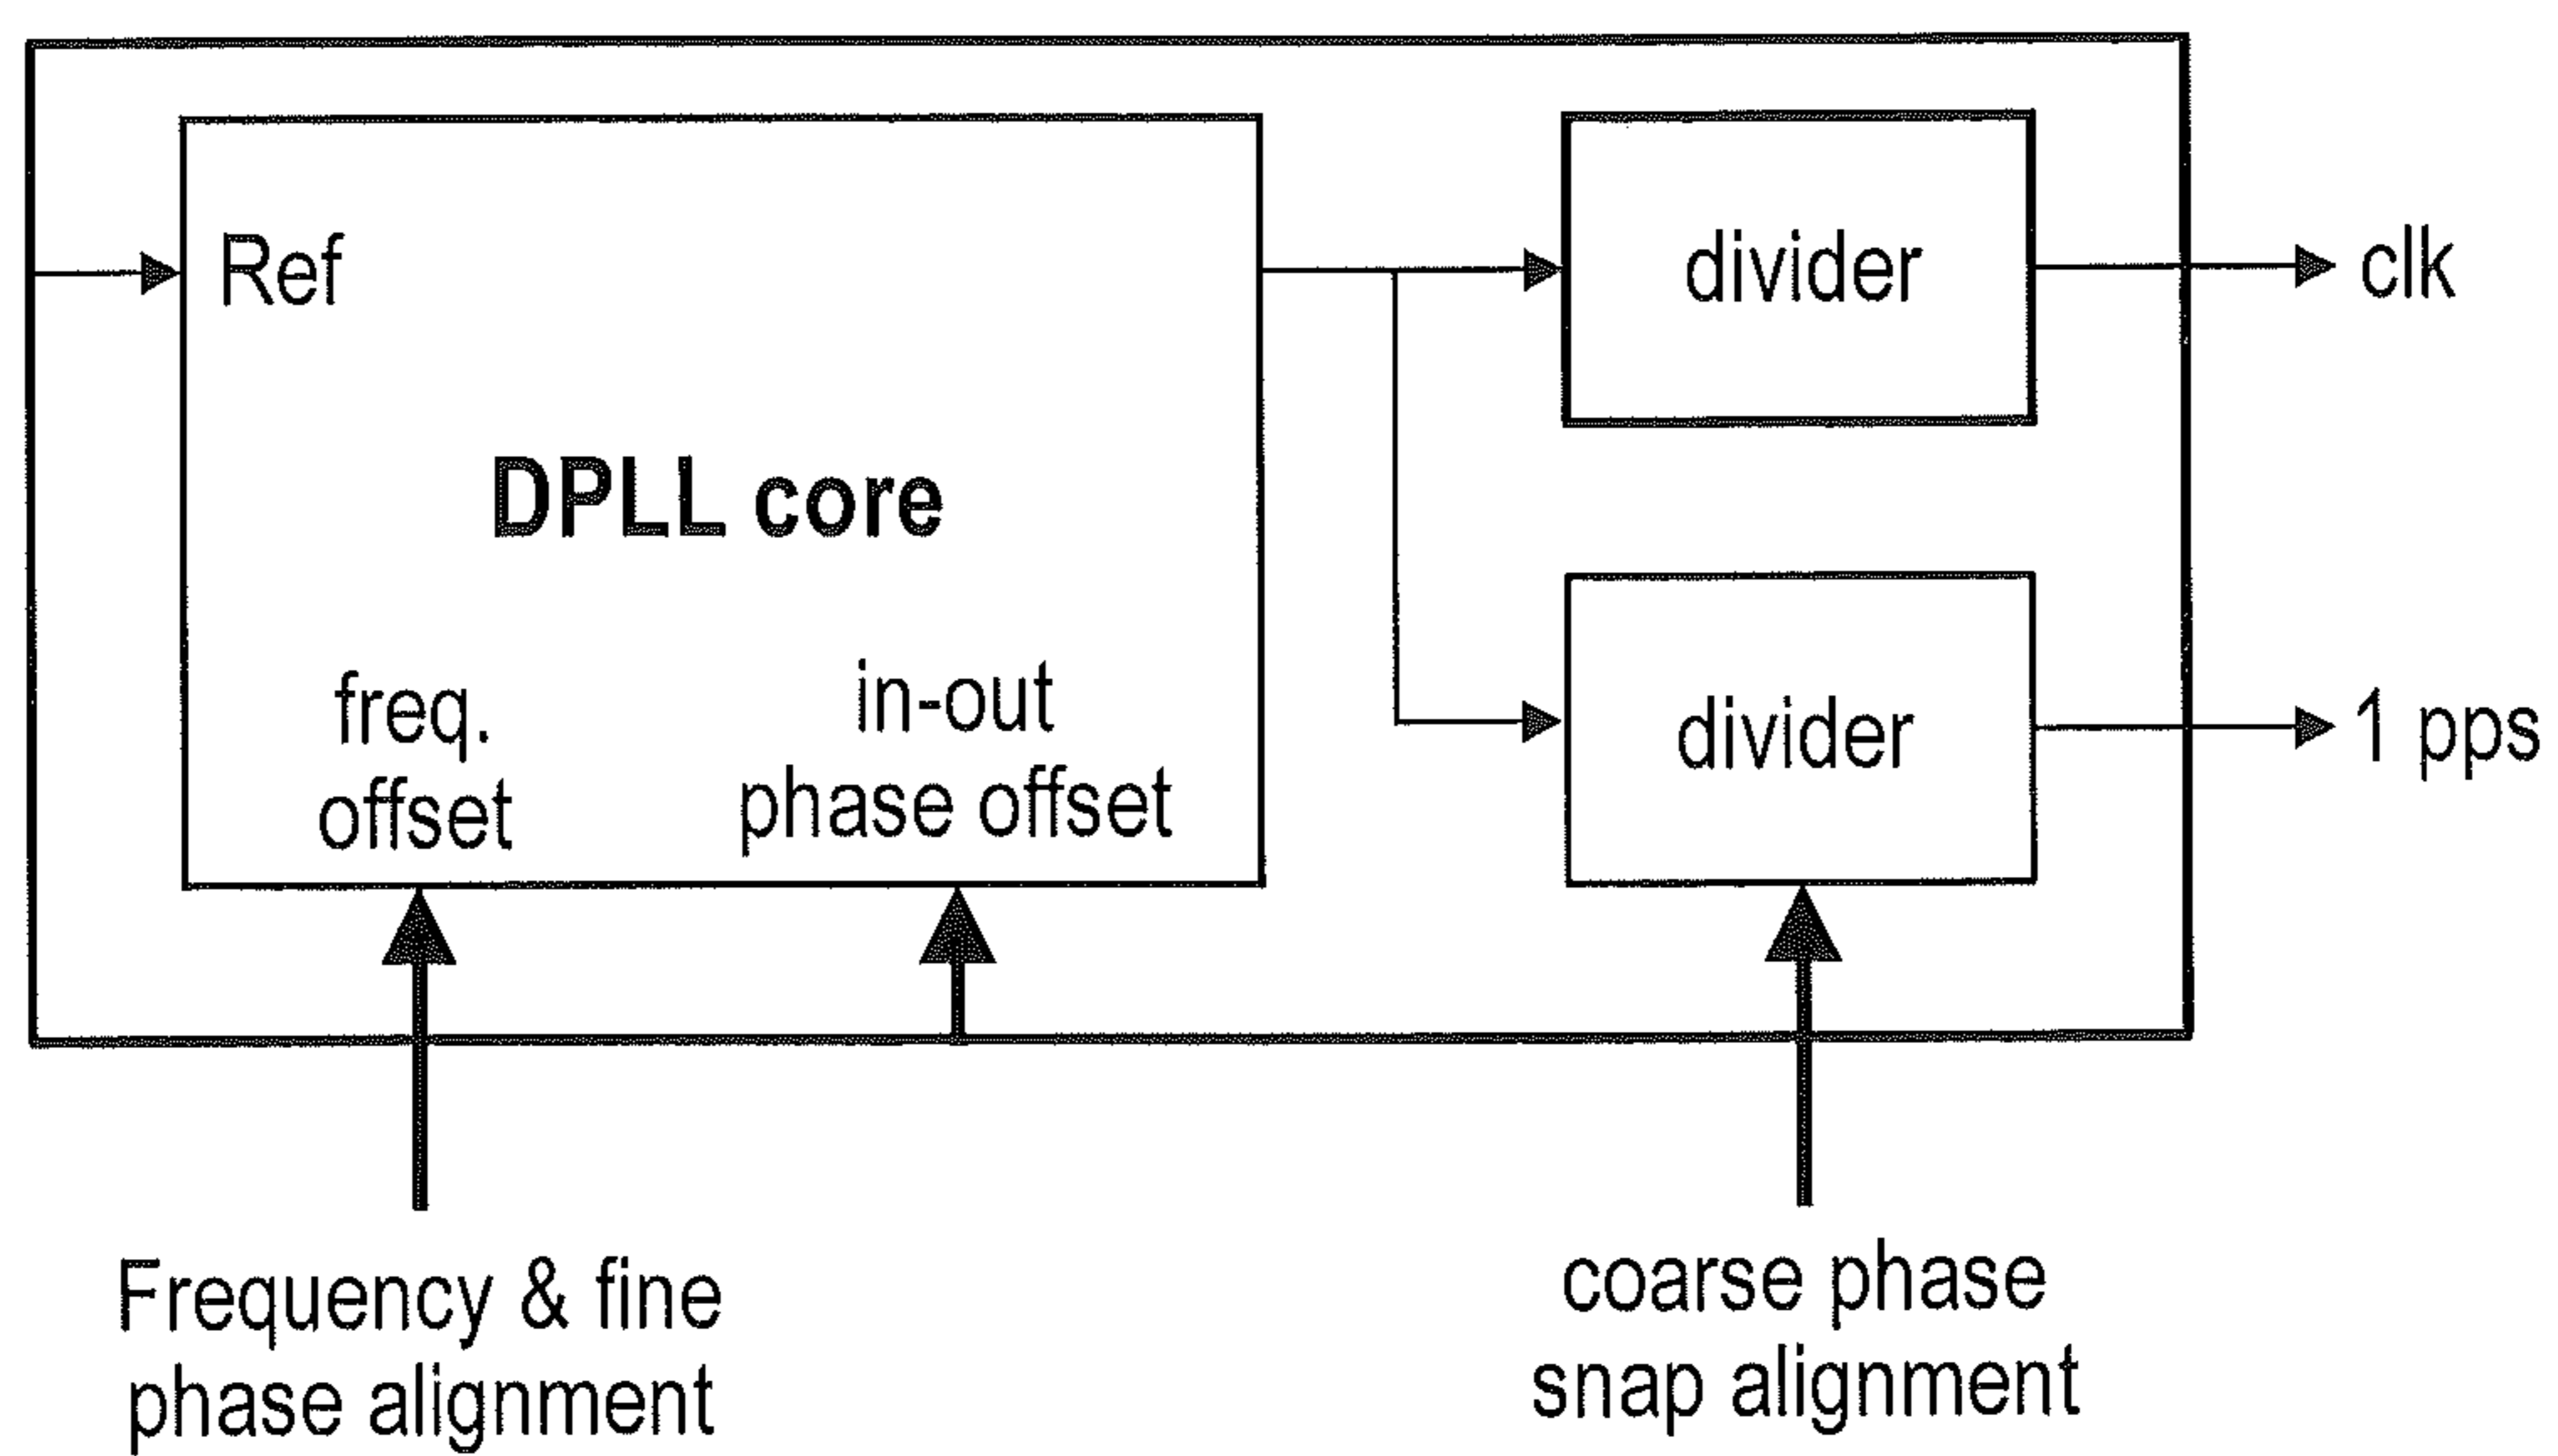 Ref
divider
clk
DPLL core
freq.
offset
in-out
phase offset
divider
1 pps
Frequency & fine
phase alignment
coarse phase
snap alignment